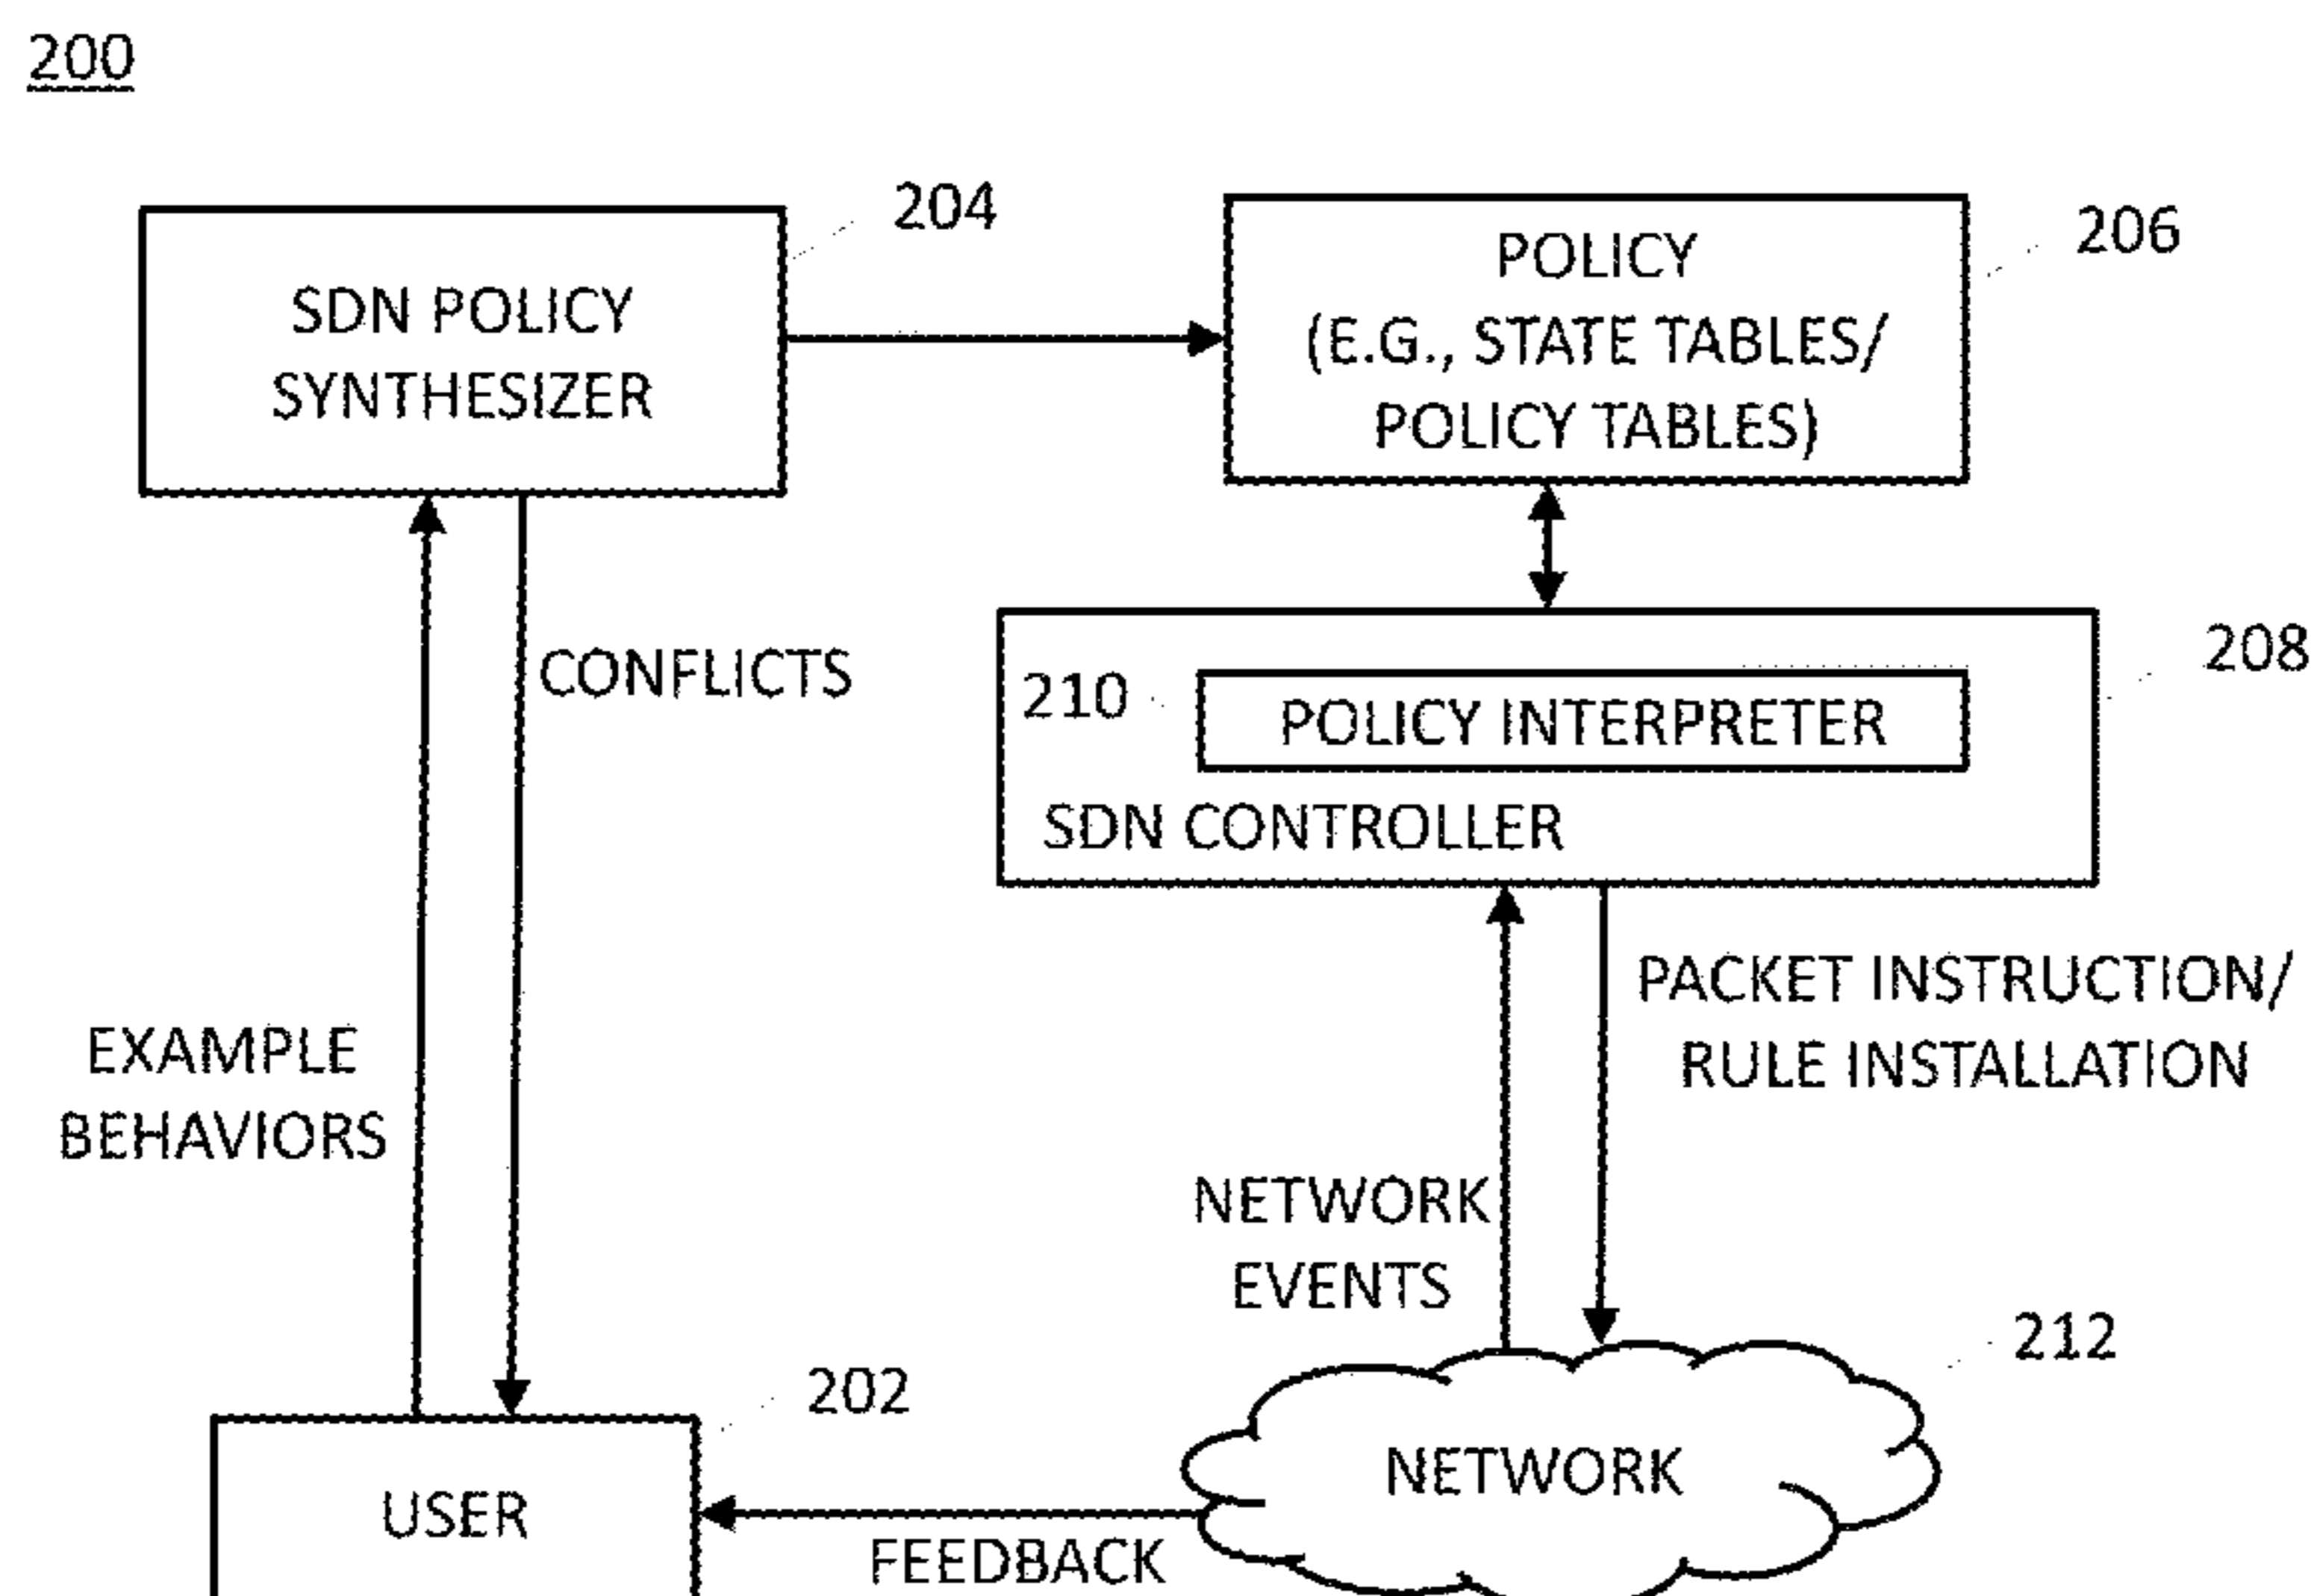 200
204
SDN POLICY
SYNTHESIZER
206
POLICY
(E.G., STATE TABLES/
POLICY TABLES)
CONFLICTS
208
210
POLICY INTERPRETER
SDN CONTROLLER
EXAMPLE
BEHAVIORS
PACKET INSTRUCTION/
RULE INSTALLATION
NETWORK
EVENTS
202
USER
212
NETWORK
FEEDBACK